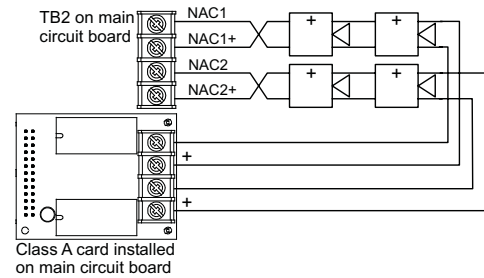 TB2 on main
circuit board
NAC1
NAC1+
NAC2
NAC2+
+ +
+ +
+
+
Class A card installed
on main circuit board